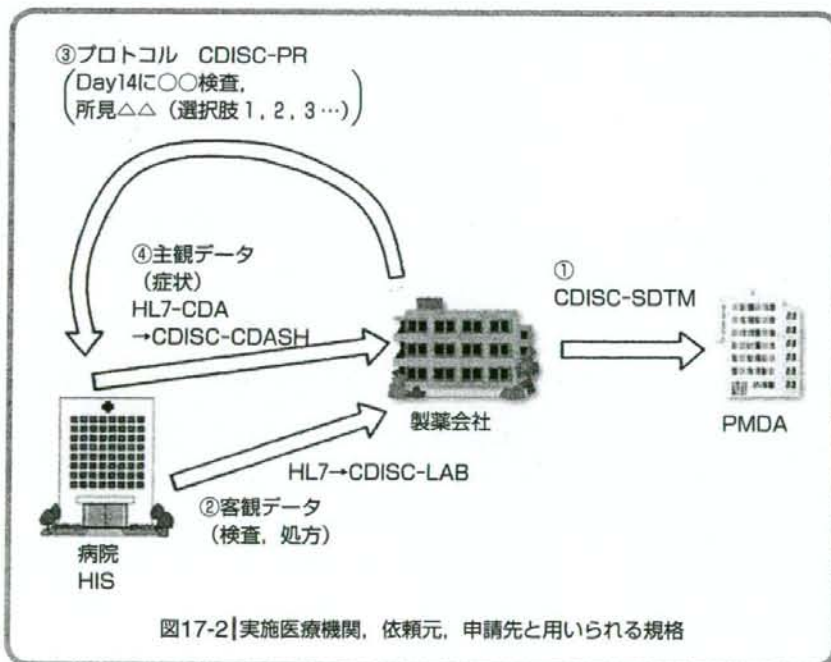 ③プロトコル　CDISC-PR
(Day14に○○検査,
所見△△（選択肢 1 , 2 , 3 …）)
④主観データ
（症状）
HL7-CDA
→CDISC-CDASH
①
CDISC-SDTM
製薬会社
PMDA
HL7→CDISC-LAB
②客観データ
（検査，処方）
病院
HIS
図17-2|実施医療機関，依頼元，申請先と用いられる規格